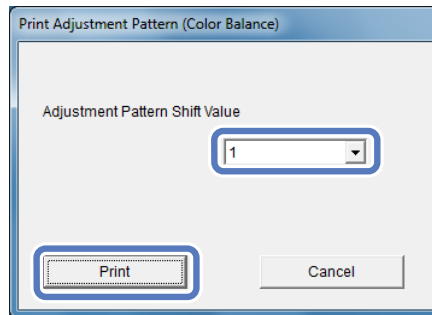 Print Adjustment Pattern (Color Balance)
Adjustment Pattern Shift Value
1
Print
Cancel